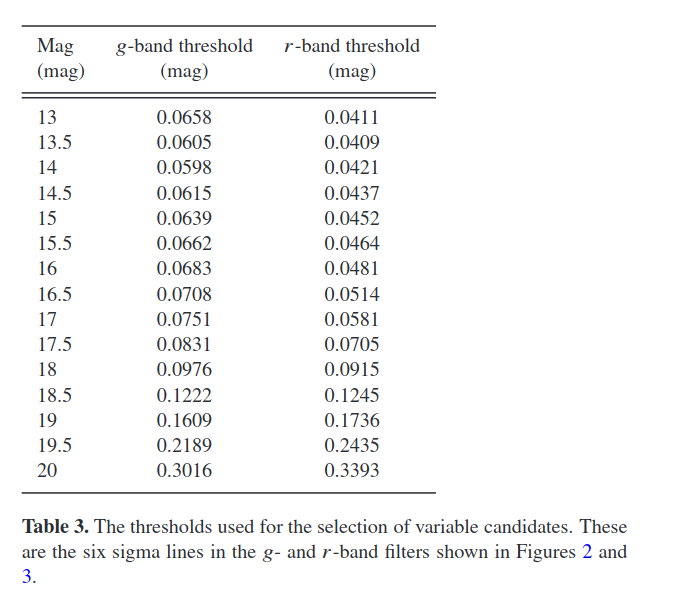 Mag g-band threshold r-band threshold
(mag) (mag) (mag)
13 0.0658 0.0411
13.5 0.0605 0.0409
14 0.0598 0.0421
14.5 0.0615 0.0437
15 0.0639 0.0452
15.5 0.0662 0.0464
16 0.0683 0.0481
16.5 0.0708 0.0514
17 0.0751 0.0581
17.5 0.0831 0.0705
18 0.0976 0.0915
18.5 0.1222 0.1245
19 0.1609 0.1736
19.5 0.2189 0.2435
20 0.3016 0.3393
Table 3. The thresholds used for the selection of variable candidates. These
are the six sigma lines in the g- and r-band filters shown in Figures 2 and
3.